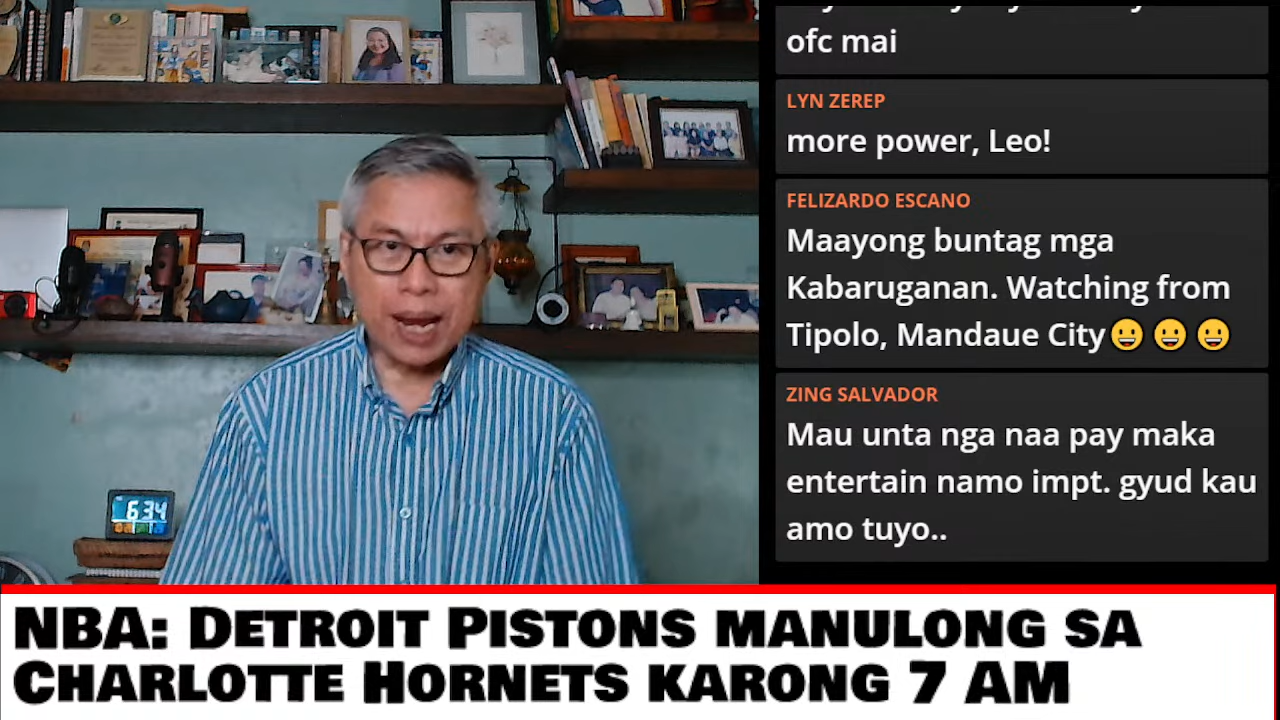 ofc mai
LYN ZEREP
more power, Leo!
FELIZARDO ESCANO
Maayong buntag mga
Kabaruganan. Watching from
Tipolo, Mandaue City😀 😀 😀
ZING SALVADOR
Mau unta nga naa pay maka
entertain namo impt. gyud kau
amo tuyo..
6:34
NBA: DETROIT PISTONS MANULONG SA
CHARLOTTE HORNETS KARONG 7 AM